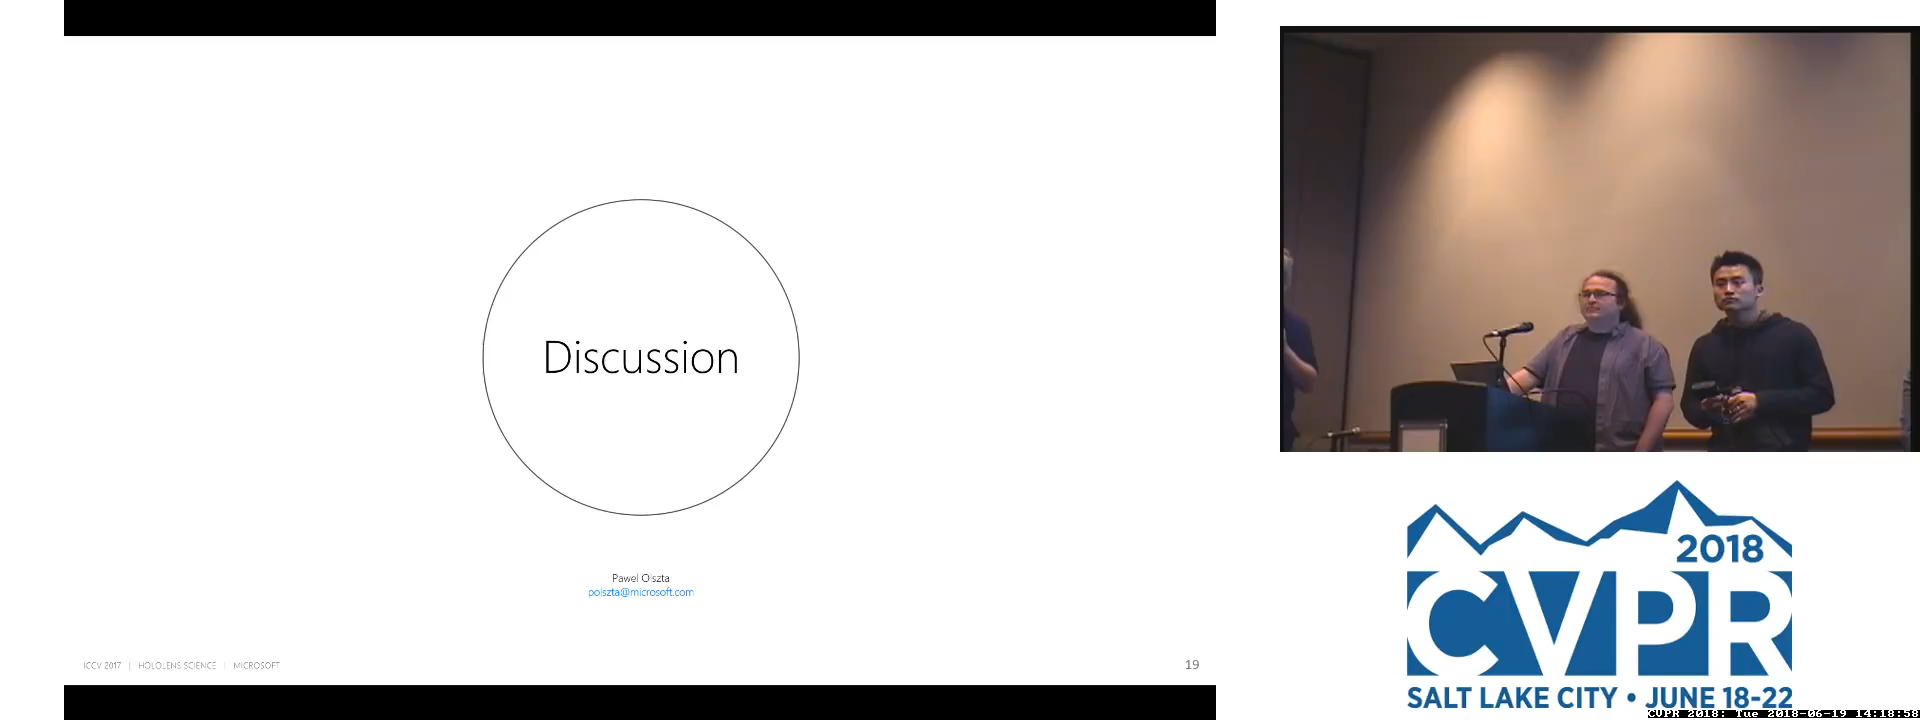 Discussion
Pawel Olszta
polszta@microsoft.com
ICCV 2017 | HOLOLENS SCIENCE | MICROSOFT
19
2018
CVPR
SALT LAKE CITY • JUNE 18-22
CVPR 2018: Tue 2018-06-19 14:18:58